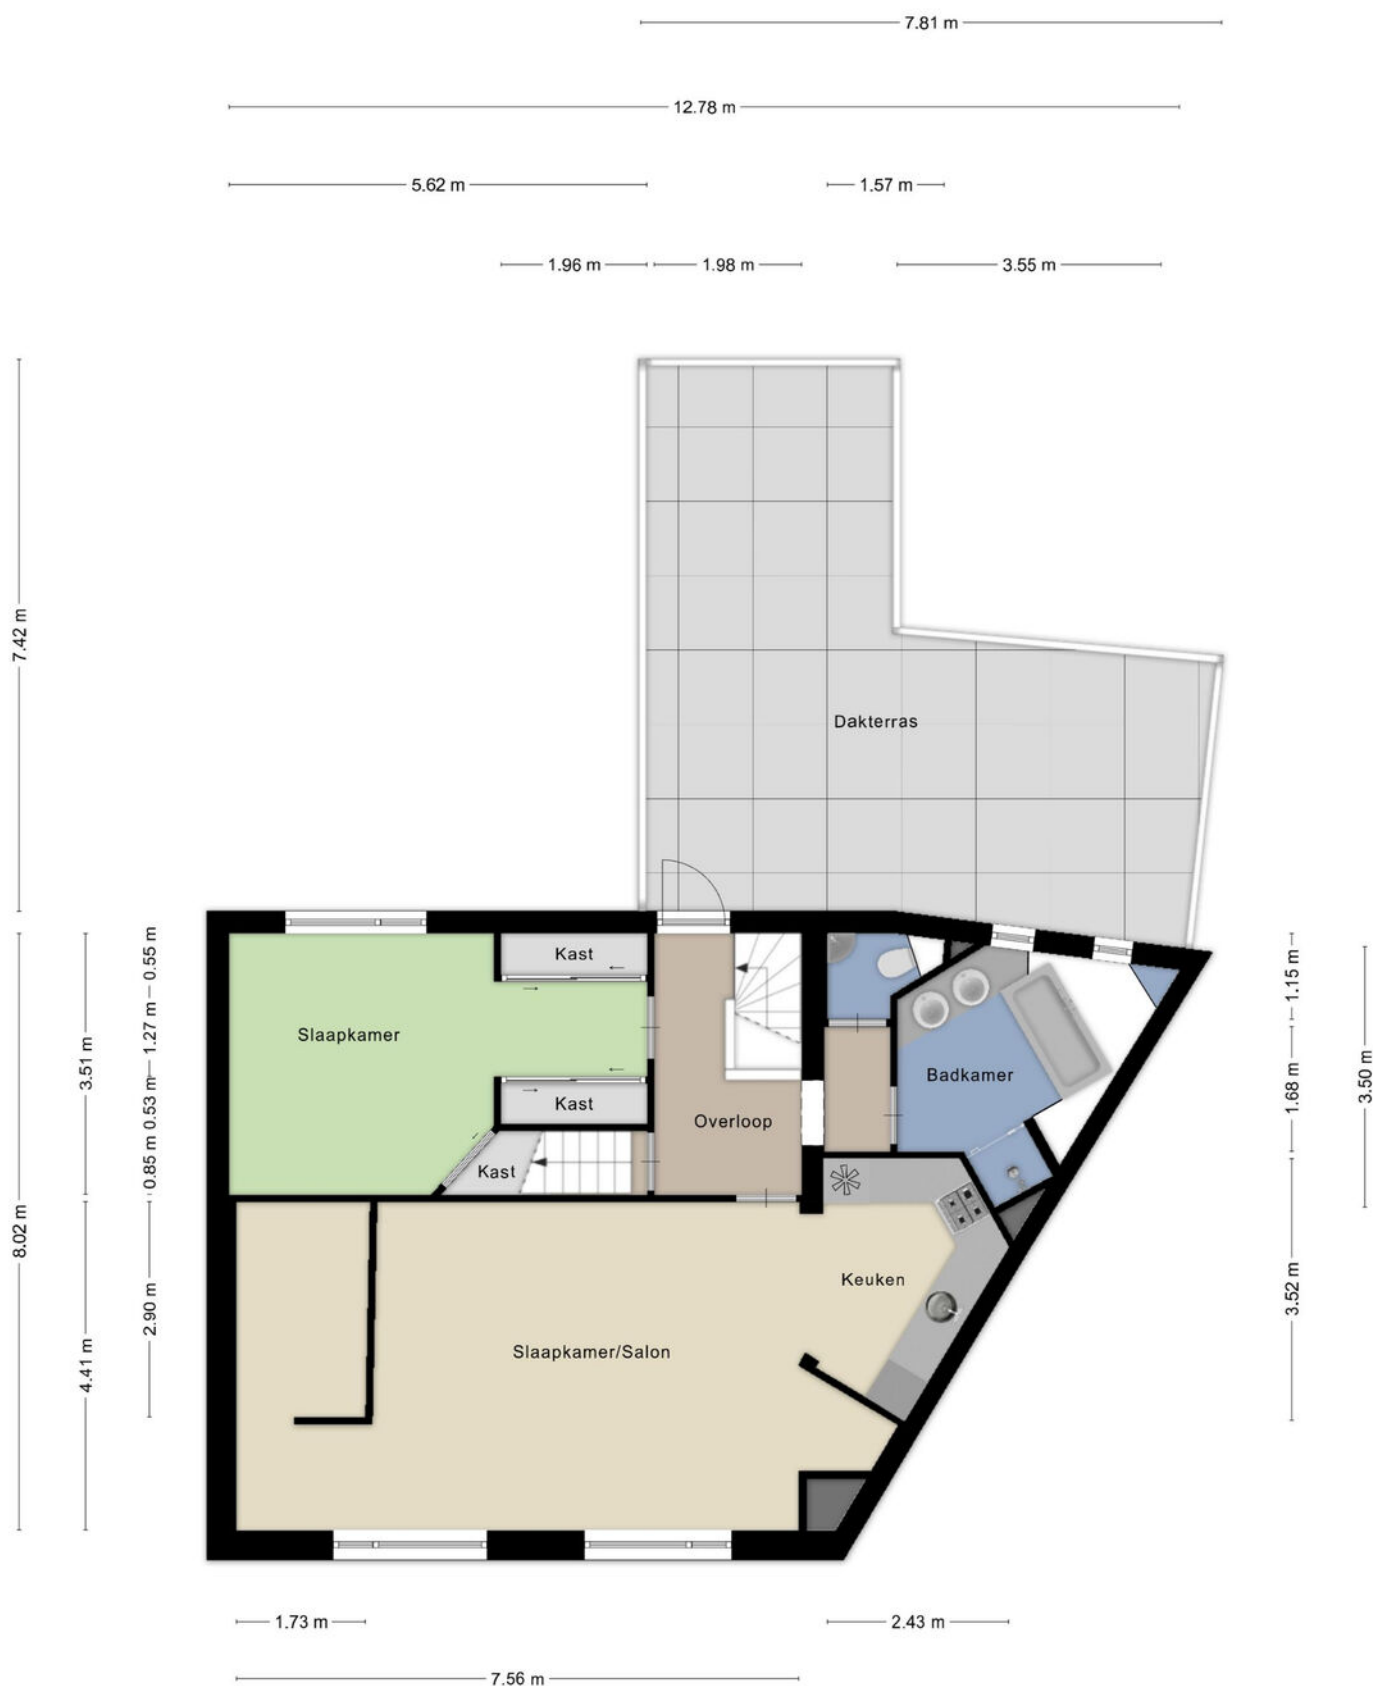 7.81 m
12.78 m
5.62 m
1.57 m
1.96 m
1.98 m
3.55 m
7.42 m
Dakterras
0.55 m
1.27 m
0.53 m
0.85 m
3.51 m
8.02 m
2.90 m
4.41 m
Kast
Slaapkamer
Kast
Kast
Overloop
Badkamer
Keuken
Slaapkamer/Salon
1.15 m
1.68 m
3.50 m
3.52 m
1.73 m
2.43 m
7.56 m